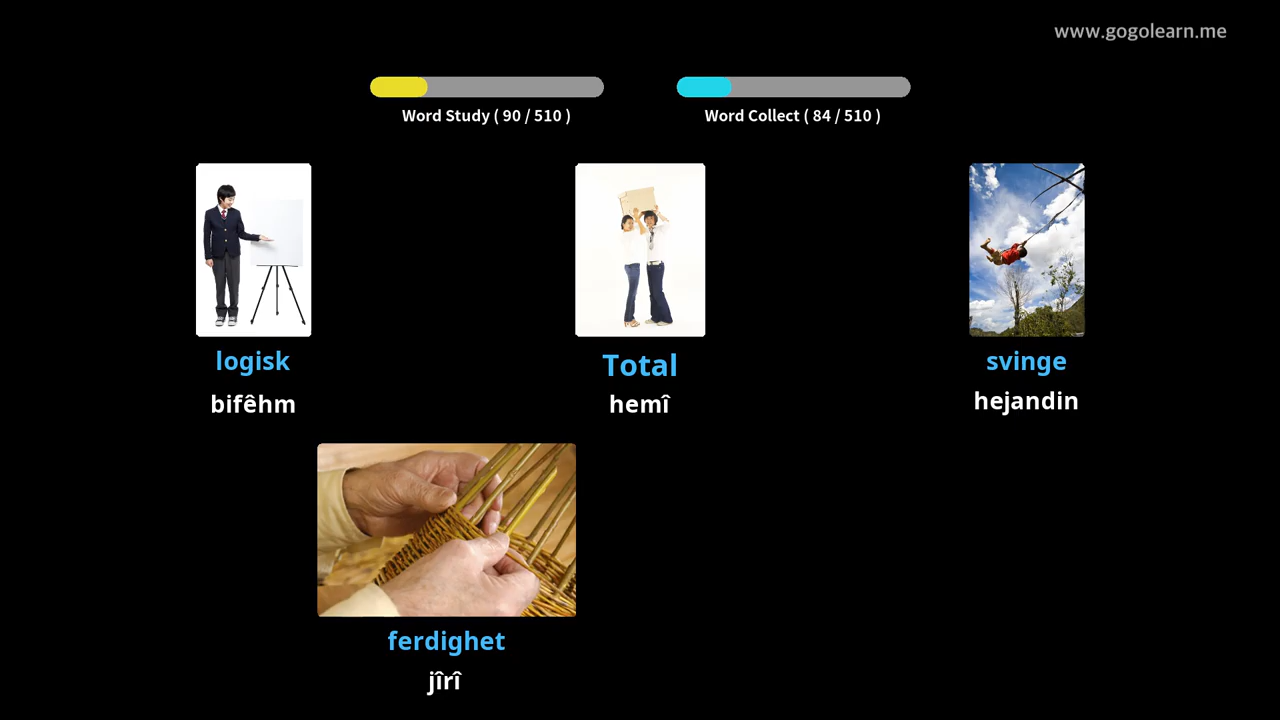 www.gogolearn.me
Word Study ( 90 / 510 )
Word Collect ( 84 / 510 )
logisk
bifêhm
Total
hemî
svinge
hejandin
ferdighet
jîrî